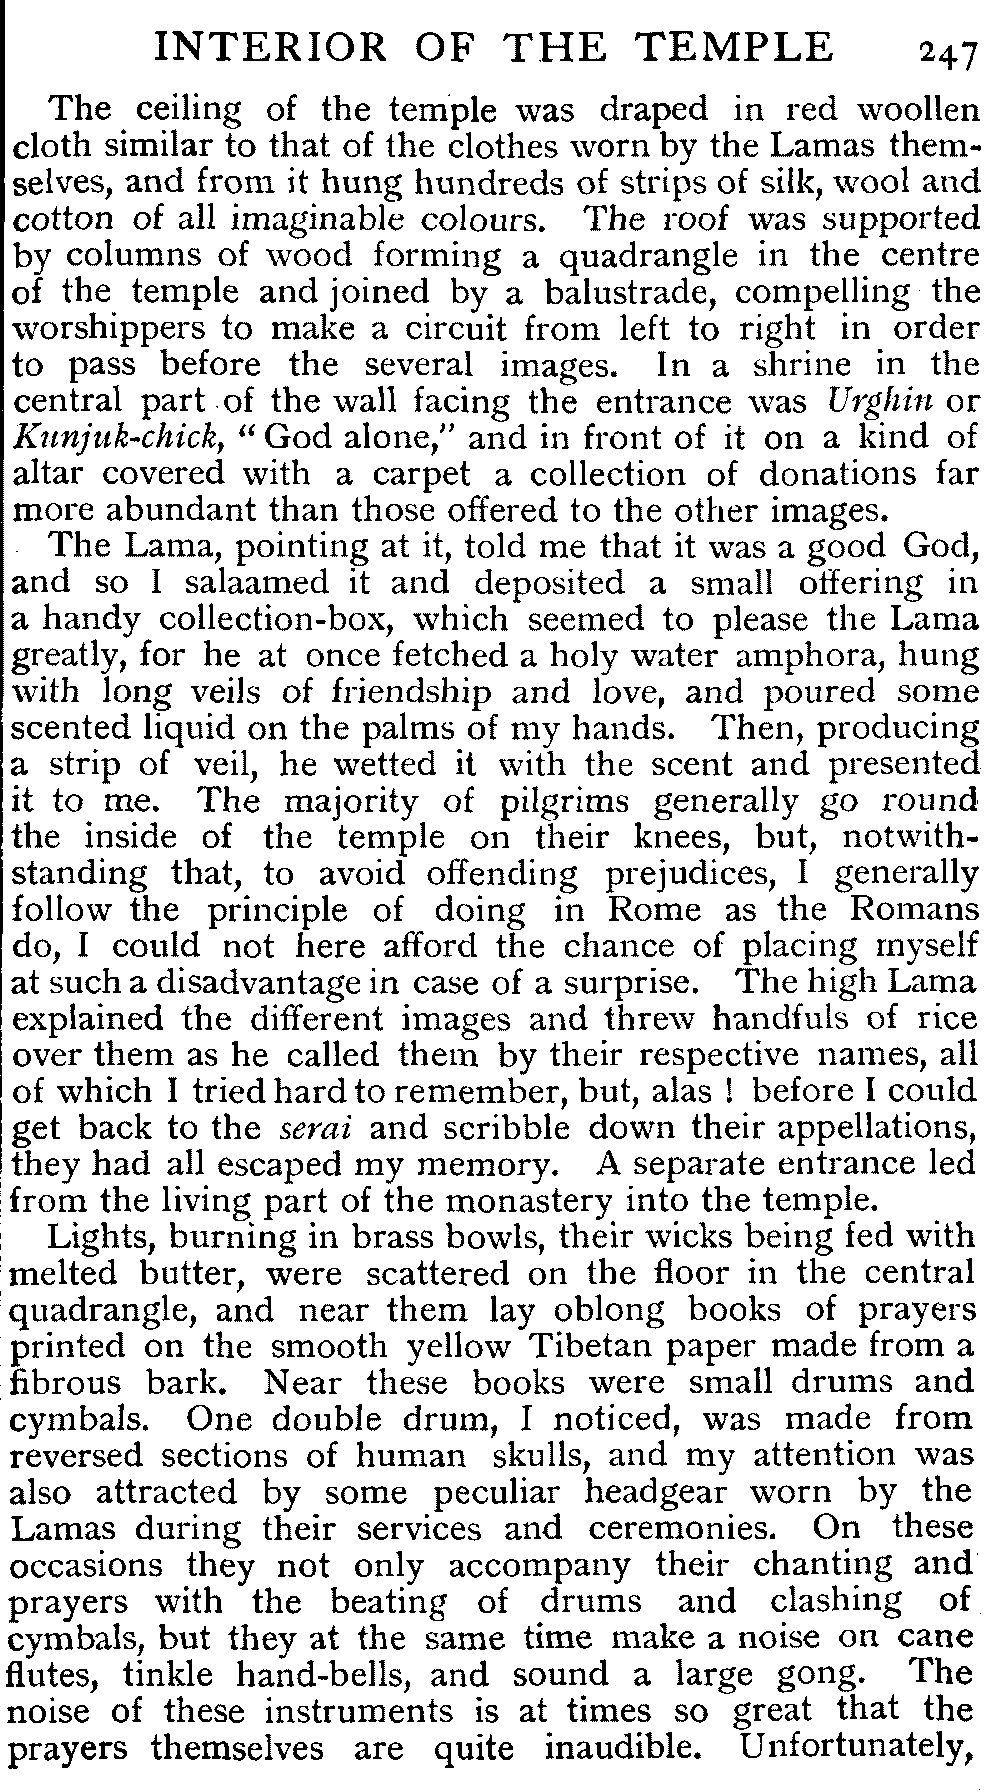 INTERIOR OF THE TEMPLE 247
The ceiling of the temple was draped in red woollen
cloth similar to that of the clothes worn by the Lamas them-
selves, and from it hung hundreds of strips of silk, wool and
cotton of all imaginable colours. The roof was supported
by columns of wood forming a quadrangle in the centre
of the temple and joined by a balustrade, compelling the
worshippers to make a circuit from left to right in order
to pass before the several images. In a shrine in the
central part of the wall facing the entrance was Urghin or
Kunjuk-chick, “God alone,” and in front of it on a kind of
altar covered with a carpet a collection of donations far
more abundant than those offered to the other images.
The Lama, pointing at it, told me that it was a good God,
and so I salaamed it and deposited a small offering in
a handy collection-box, which seemed to please the Lama
greatly, for he at once fetched a holy water amphora, hung
with long veils of friendship and love, and poured some
scented liquid on the palms of my hands. Then, producing
a strip of veil, he wetted it with the scent and presented
it to me. The majority of pilgrims generally go round
the inside of the temple on their knees, but, notwith-
standing that, to avoid offending prejudices, I generally
follow the principle of doing in Rome as the Romans
do, I could not here afford the chance of placing myself
at such a disadvantage in case of a surprise. The high Lama
explained the different images and threw handfuls of rice
over them as he called them by their respective names, all
of which I tried hard to remember, but, alas! before I could
get back to the serai and scribble down their appellations,
they had all escaped my memory. A separate entrance led
from the living part of the monastery into the temple.
Lights, burning in brass bowls, their wicks being fed with
melted butter, were scattered on the floor in the central
quadrangle, and near them lay oblong books of prayers
printed on the smooth yellow Tibetan paper made from a
fibrous bark. Near these books were small drums and
cymbals. One double drum, I noticed, was made from
reversed sections of human skulls, and my attention was
also attracted by some peculiar headgear worn by the
Lamas during their services and ceremonies. On these
occasions they not only accompany their chanting and
prayers with the beating of drums and clashing of
cymbals, but they at the same time make a noise on cane
flutes, tinkle hand-bells, and sound a large gong. The
noise of these instruments is at times so great that the
prayers themselves are quite inaudible. Unfortunately,